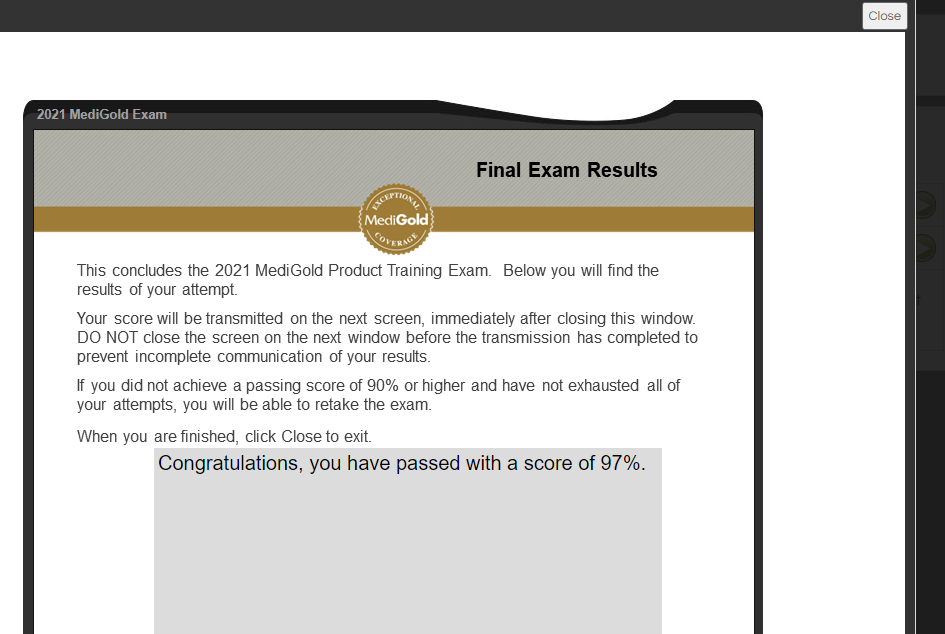 Close
2021 MediGold Exam
Final Exam Results
EXCEPTIONAL
MediGold
COVERAGE
This concludes the 2021 MediGold Product Training Exam. Below you will find the
results of your attempt.
Your score will be transmitted on the next screen, immediately after closing this window.
DO NOT close the screen on the next window before the transmission has completed to
prevent incomplete communication of your results.
If you did not achieve a passing score of 90% or higher and have not exhausted all of
your attempts, you will be able to retake the exam.
When you are finished, click Close to exit.
Congratulations, you have passed with a score of 97%.